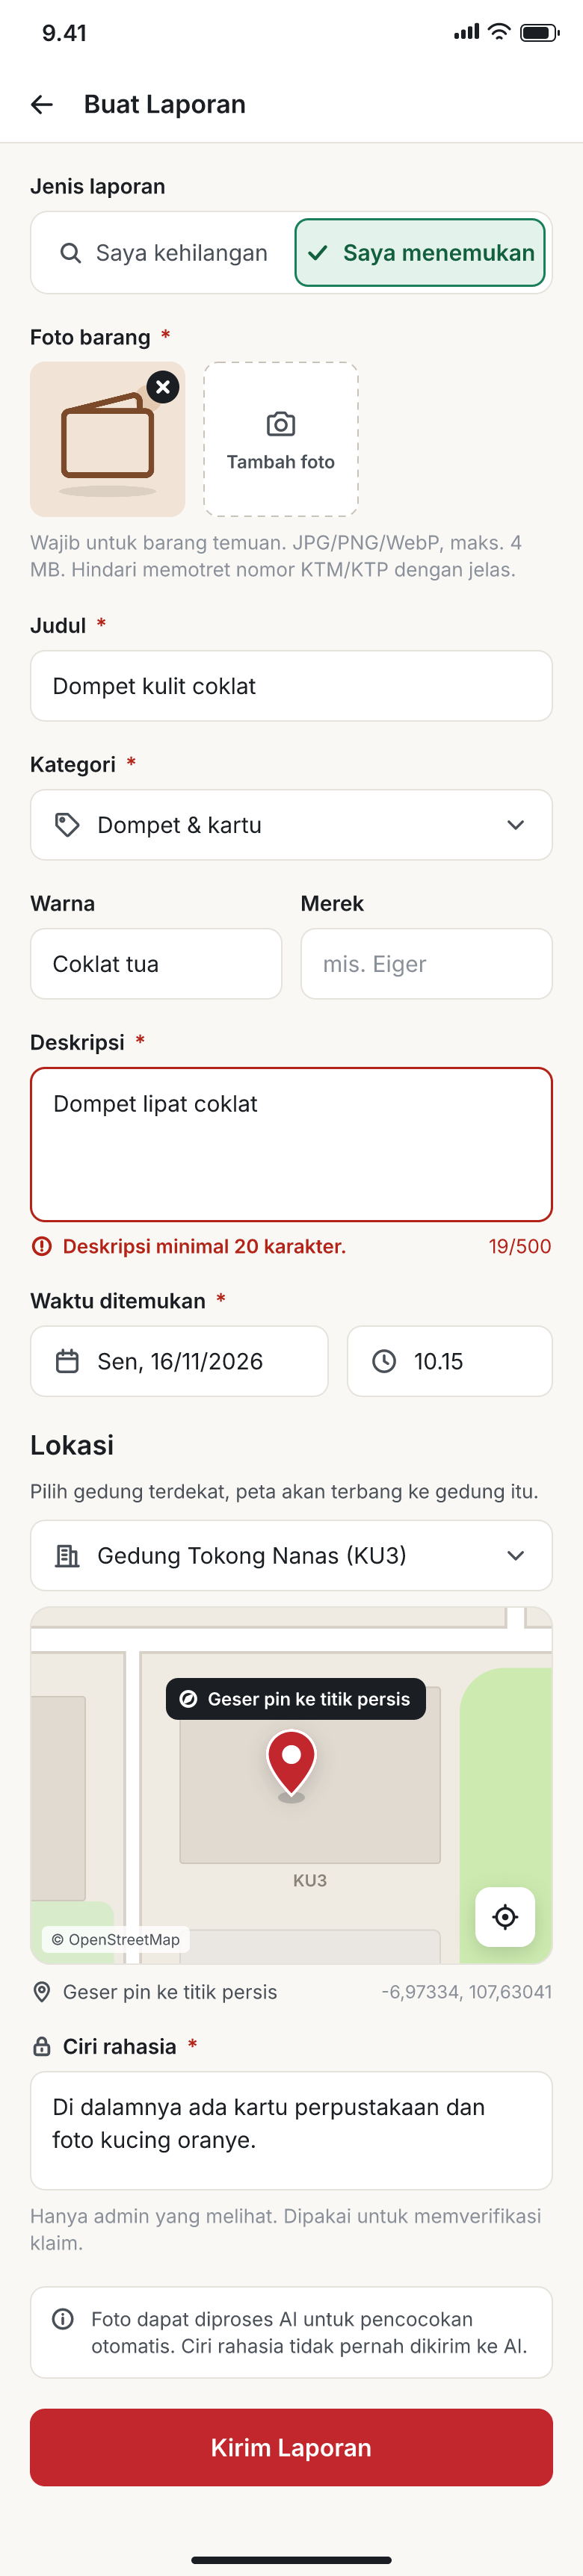 9.41
Buat Laporan
Jenis laporan
Saya kehilangan
Saya menemukan
Foto barang *
Tambah foto
Wajib untuk barang temuan. JPG/PNG/WebP, maks. 4
MB. Hindari memotret nomor KTM/KTP dengan jelas.
Judul *
Dompet kulit coklat
Kategori *
Dompet & kartu
Warna
Merek
Coklat tua
mis. Eiger
Deskripsi *
Dompet lipat coklat
Deskripsi minimal 20 karakter.
19/500
Waktu ditemukan *
Sen, 16/11/2026
10.15
Lokasi
Pilih gedung terdekat, peta akan terbang ke gedung itu.
Gedung Tokong Nanas (KU3)
Geser pin ke titik persis
KU3
© OpenStreetMap
Geser pin ke titik persis
-6,97334, 107,63041
Ciri rahasia *
Di dalamnya ada kartu perpustakaan dan
foto kucing oranye.
Hanya admin yang melihat. Dipakai untuk memverifikasi
klaim.
Foto dapat diproses AI untuk pencocokan
otomatis. Ciri rahasia tidak pernah dikirim ke AI.
Kirim Laporan